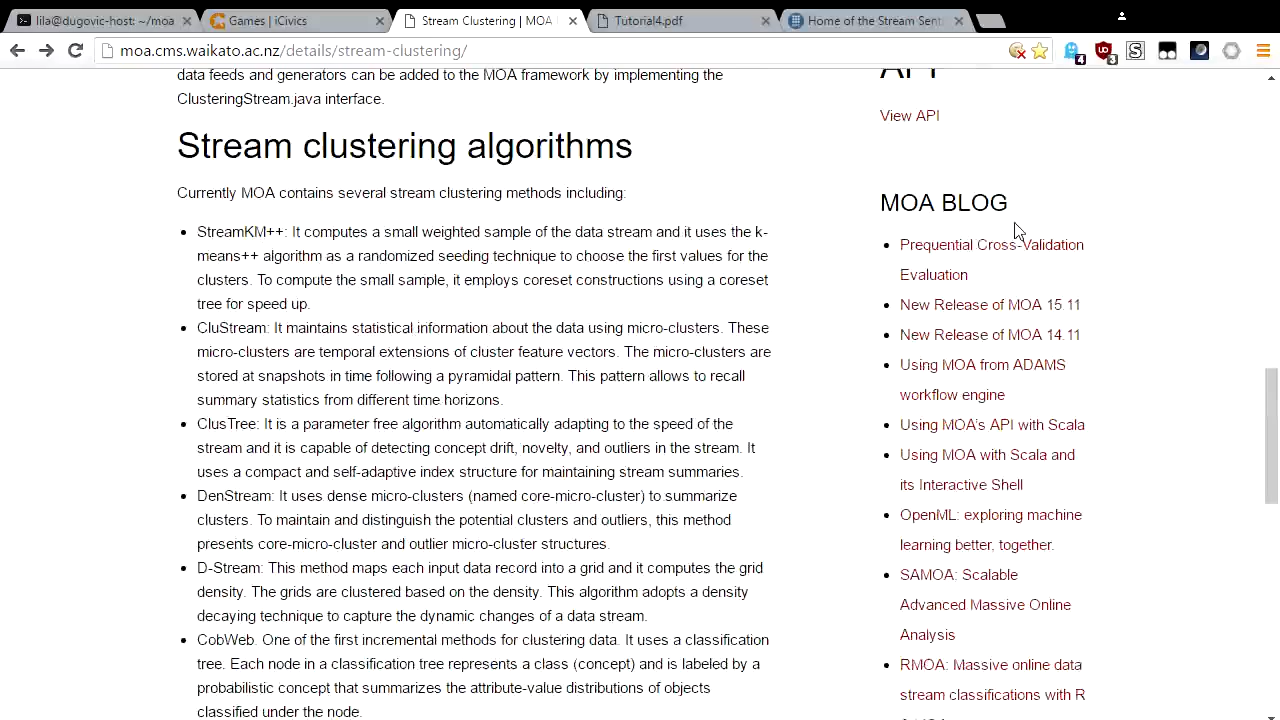 lila@dugovic-host: ~/moa
Games | iCivics
Stream Clustering | MOA
Tutorial4.pdf
Home of the Stream Sent
moa.cms.waikato.ac.nz/details/stream-clustering/
4
3
data feeds and generators can be added to the MOA framework by implementing the
ClusteringStream.java interface.
Stream clustering algorithms
Currently MOA contains several stream clustering methods including:
StreamKM++: It computes a small weighted sample of the data stream and it uses the k-
means++ algorithm as a randomized seeding technique to choose the first values for the
clusters. To compute the small sample, it employs coreset constructions using a coreset
tree for speed up.
CluStream: It maintains statistical information about the data using micro-clusters. These
micro-clusters are temporal extensions of cluster feature vectors. The micro-clusters are
stored at snapshots in time following a pyramidal pattern. This pattern allows to recall
summary statistics from different time horizons.
ClusTree: It is a parameter free algorithm automatically adapting to the speed of the
stream and it is capable of detecting concept drift, novelty, and outliers in the stream. It
uses a compact and self-adaptive index structure for maintaining stream summaries.
DenStream: It uses dense micro-clusters (named core-micro-cluster) to summarize
clusters. To maintain and distinguish the potential clusters and outliers, this method
presents core-micro-cluster and outlier micro-cluster structures.
D-Stream: This method maps each input data record into a grid and it computes the grid
density. The grids are clustered based on the density. This algorithm adopts a density
decaying technique to capture the dynamic changes of a data stream.
CobWeb. One of the first incremental methods for clustering data. It uses a classification
tree. Each node in a classification tree represents a class (concept) and is labeled by a
probabilistic concept that summarizes the attribute-value distributions of objects
classified under the node.
API
View API
MOA BLOG
Prequential Cross-Validation
Evaluation
New Release of MOA 15.11
New Release of MOA 14.11
Using MOA from ADAMS
workflow engine
Using MOA's API with Scala
Using MOA with Scala and
its Interactive Shell
OpenML: exploring machine
learning better, together.
SAMOA: Scalable
Advanced Massive Online
Analysis
RMOA: Massive online data
stream classifications with R